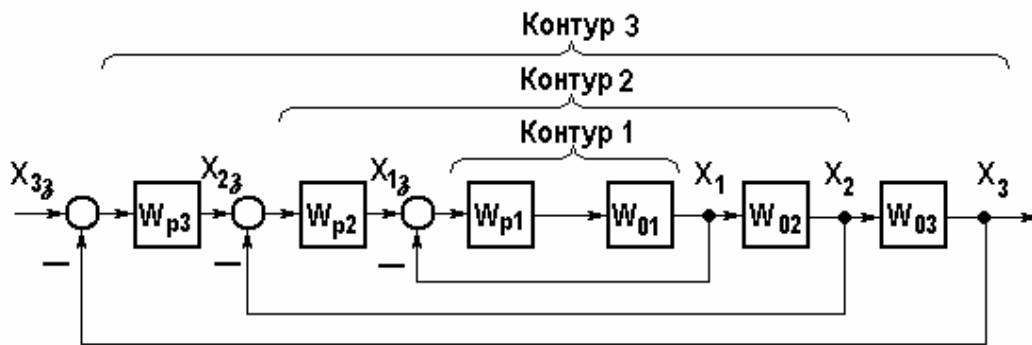 Контур 3
Контур 2
Контур 1
X3з X2з X1з X1 X2 X3
Wp3 Wp2 Wp1 W01 W02 W03
— — —